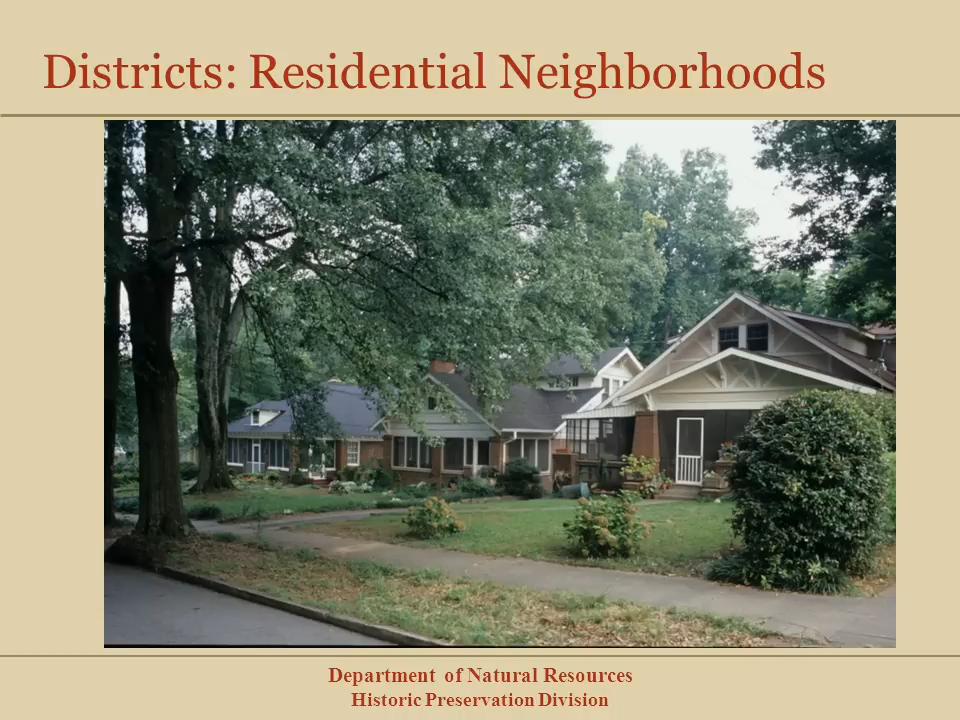 Districts: Residential Neighborhoods
Department of Natural Resources
Historic Preservation Division